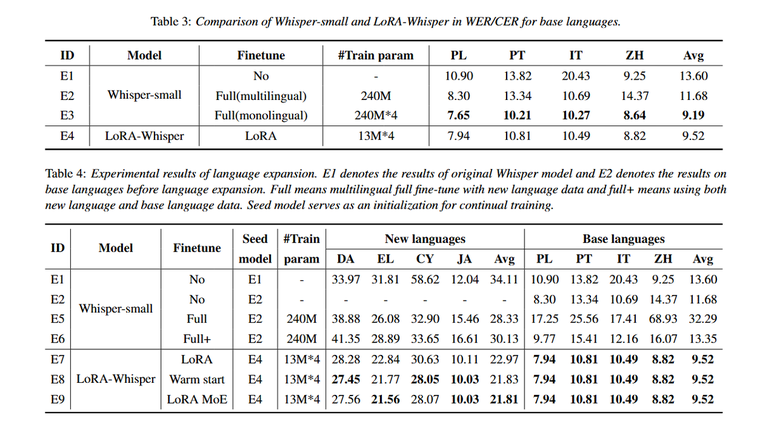 Table 3: Comparison of Whisper-small and LoRA-Whisper in WER/CER for base languages.
ID Model Finetune #Train param PL PT IT ZH Avg
E1 No - 10.90 13.82 20.43 9.25 13.60
E2 Whisper-small Full(multilingual) 240M 8.30 13.34 10.69 14.37 11.68
E3 Full(monolingual) 240M*4 7.65 10.21 10.27 8.64 9.19
E4 LoRA-Whisper LoRA 13M*4 7.94 10.81 10.49 8.82 9.52
Table 4: Experimental results of language expansion. E1 denotes the results of original Whisper model and E2 denotes the results on
base languages before language expansion. Full means multilingual full fine-tune with new language data and full+ means using both
new language and base language data. Seed model serves as an initialization for continual training.
ID Model Finetune Seed model #Train param New languages Base languages
DA EL CY JA Avg PL PT IT ZH Avg
E1 No E1 - 33.97 31.81 58.62 12.04 34.11 10.90 13.82 20.43 9.25 13.60
E2 Whisper-small No E2 - - - - - - 8.30 13.34 10.69 14.37 11.68
E5 Full E2 240M 38.88 26.08 32.90 15.46 28.33 17.25 25.56 17.41 68.93 32.29
E6 Full+ E2 240M 41.35 28.89 33.65 16.61 30.13 9.77 15.41 12.16 16.07 13.35
E7 LoRA E4 13M*4 28.28 22.84 30.63 10.11 22.97 7.94 10.81 10.49 8.82 9.52
E8 LoRA-Whisper Warm start E4 13M*4 27.45 21.77 28.05 10.03 21.83 7.94 10.81 10.49 8.82 9.52
E9 LoRA MoE E4 13M*4 27.56 21.56 28.07 10.03 21.81 7.94 10.81 10.49 8.82 9.52